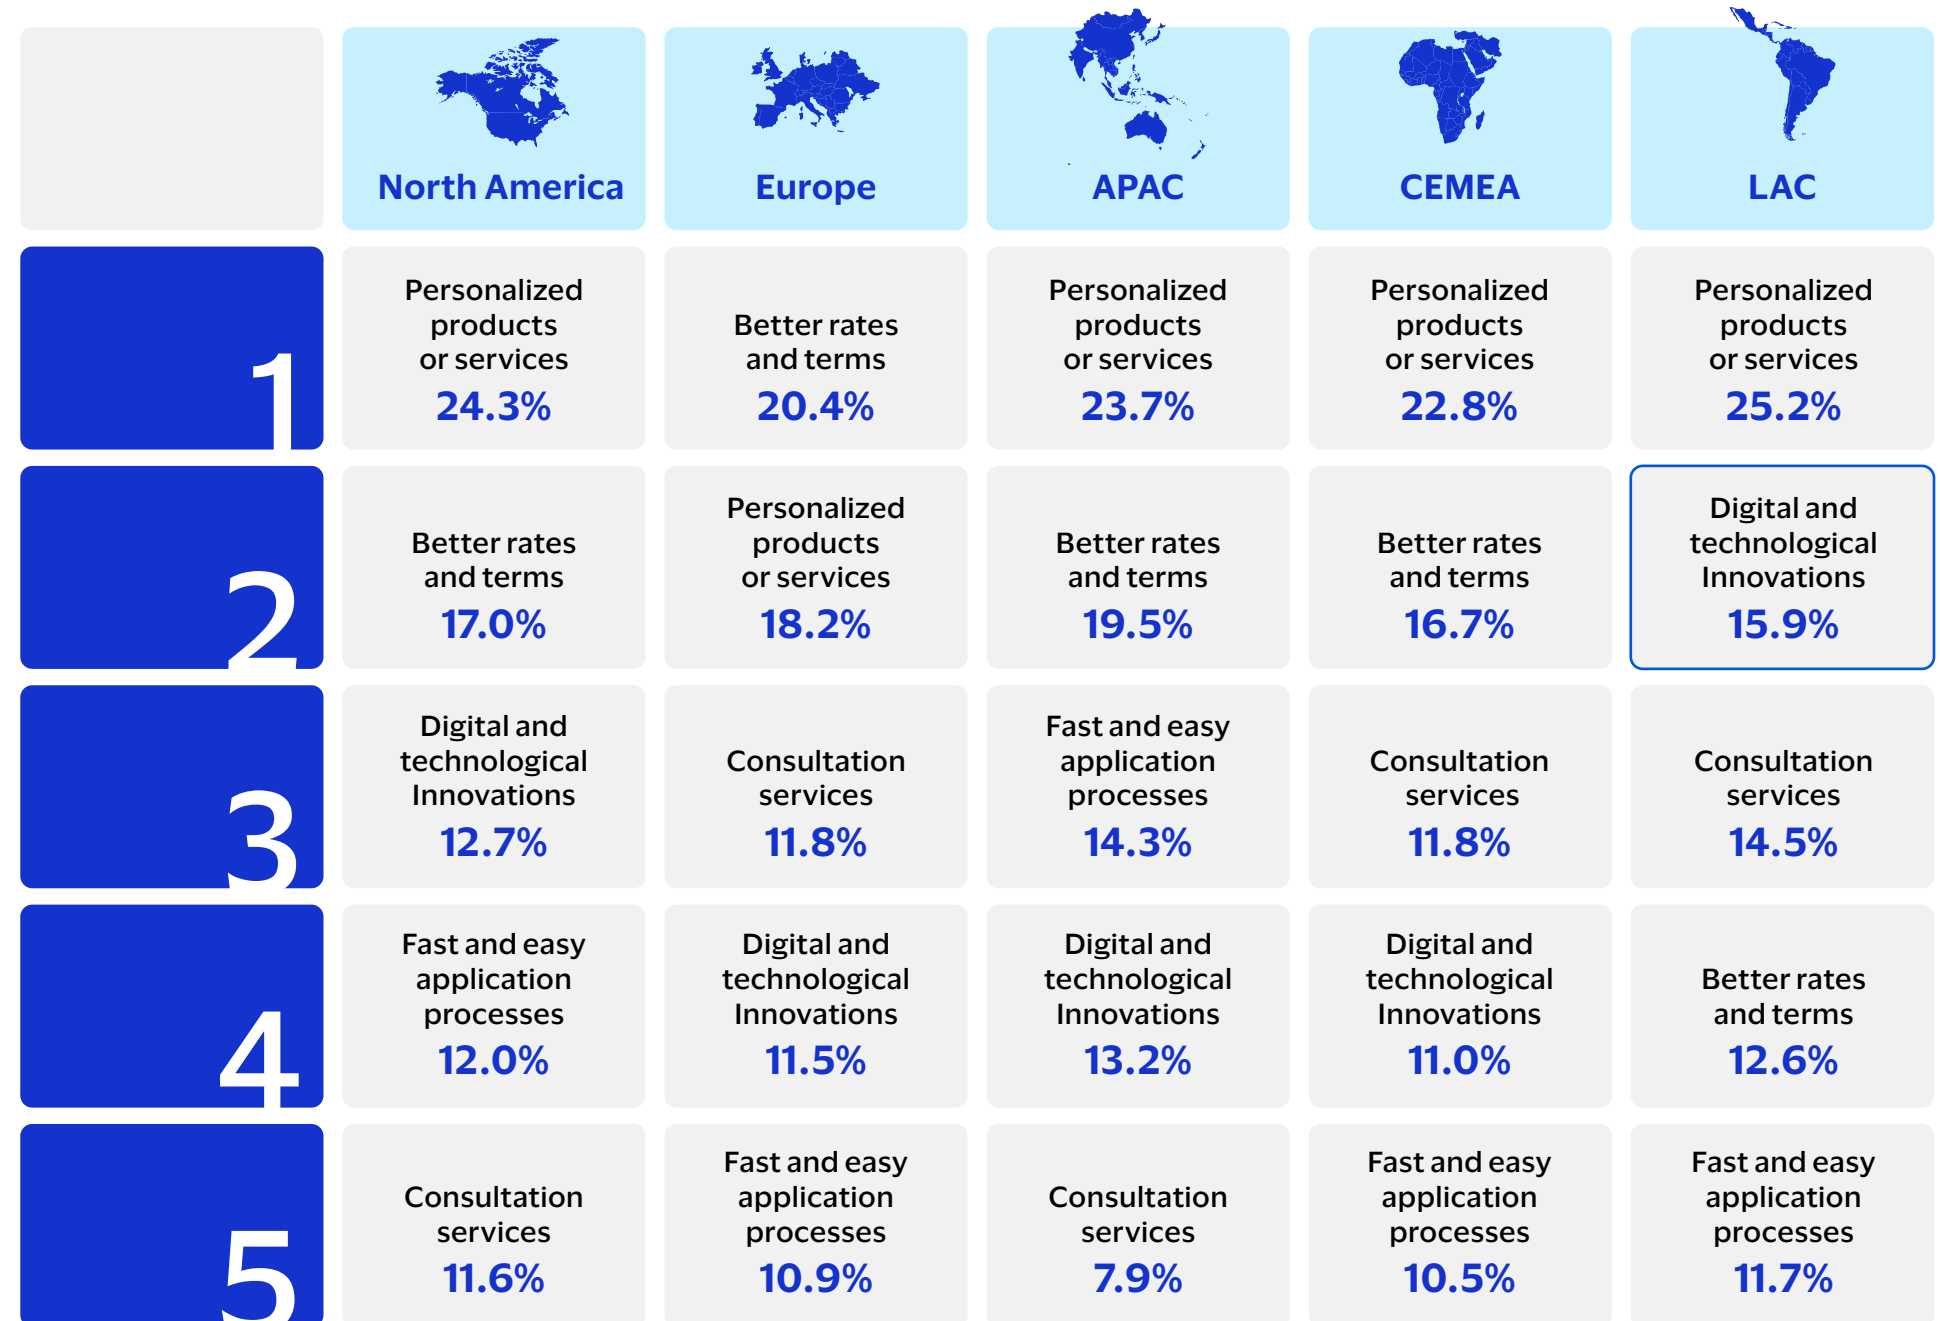 North America
Europe
APAC
CEMEA
LAC
1
Personalized
products
or services
24.3%
Better rates
and terms
20.4%
Personalized
products
or services
23.7%
Personalized
products
or services
22.8%
Personalized
products
or services
25.2%
2
Better rates
and terms
17.0%
Personalized
products
or services
18.2%
Better rates
and terms
19.5%
Better rates
and terms
16.7%
Digital and
technological
Innovations
15.9%
3
Digital and
technological
Innovations
12.7%
Consultation
services
11.8%
Fast and easy
application
processes
14.3%
Consultation
services
11.8%
Consultation
services
14.5%
4
Fast and easy
application
processes
12.0%
Digital and
technological
Innovations
11.5%
Digital and
technological
Innovations
13.2%
Digital and
technological
Innovations
11.0%
Better rates
and terms
12.6%
5
Consultation
services
11.6%
Fast and easy
application
processes
10.9%
Consultation
services
7.9%
Fast and easy
application
processes
10.5%
Fast and easy
application
processes
11.7%